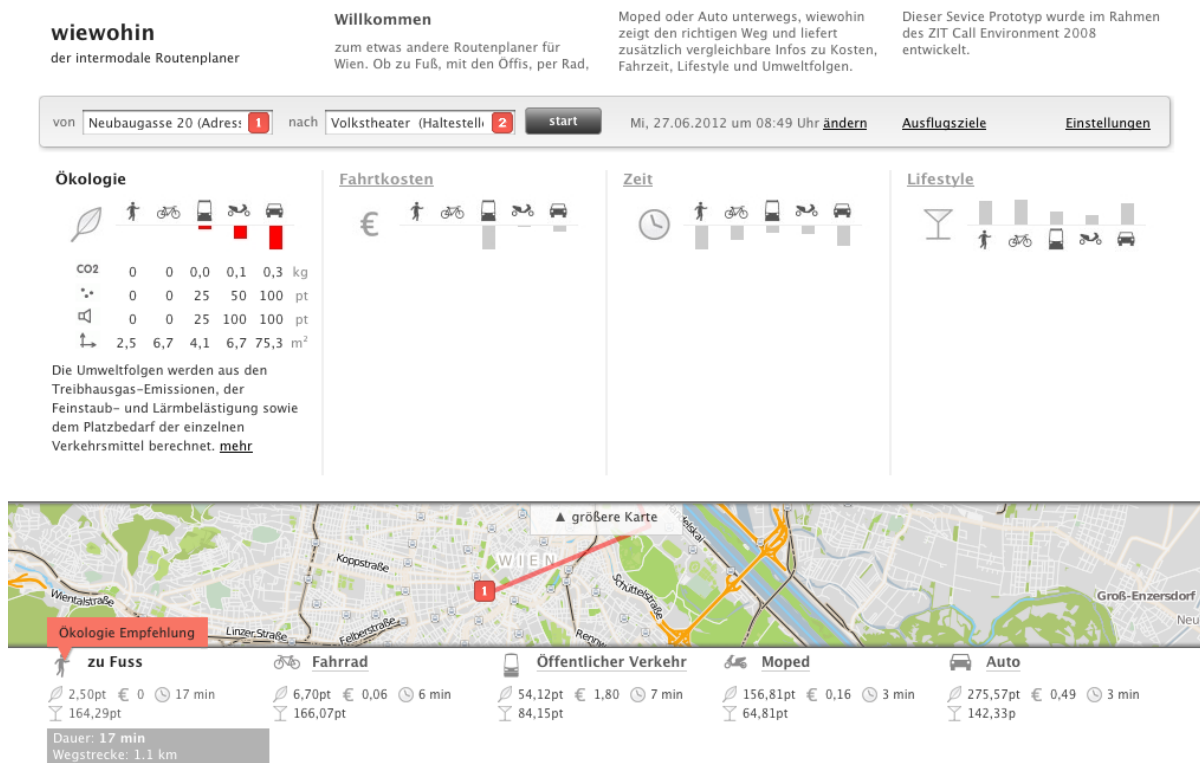 wiewohin
der intermodale Routenplaner
Willkommen
zum etwas andere Routenplaner für
Wien. Ob zu Fuß, mit den Öffis, per Rad,
Moped oder Auto unterwegs, wiewohin
zeigt den richtigen Weg und liefert
zusätzlich vergleichbare Infos zu Kosten,
Fahrzeit, Lifestyle und Umweltfolgen.
Dieser Sevice Prototyp wurde im Rahmen
des ZIT Call Environment 2008
entwickelt.
von Neubaugasse 20 (Adress 1 nach Volkstheater (Haltestell 2 start Mi, 27.06.2012 um 08:49 Uhr ändern Ausflugsziele Einstellungen
Ökologie
CO2 0 0 0,0 0,1 0,3 kg
0 0 25 50 100 pt
0 0 25 100 100 pt
2,5 6,7 4,1 6,7 75,3 m²
Die Umweltfolgen werden aus den
Treibhausgas-Emissionen, der
Feinstaub- und Lärmbelästigung sowie
dem Platzbedarf der einzelnen
Verkehrsmittel berechnet. mehr
Fahrtkosten
€
Zeit
Lifestyle
▲ größere Karte
WIEN
Koppstraße
1
Schüttelstraße
Wientalstraße
Groß-Enzersdorf
Neu
Linzer Straße
Felberstraße
Renn
Ökologie Empfehlung
zu Fuss
2,50pt € 0 17 min
164,29pt
Dauer: 17 min
Wegstrecke: 1.1 km
Fahrrad
6,70pt € 0,06 6 min
166,07pt
Öffentlicher Verkehr
54,12pt € 1,80 7 min
84,15pt
Moped
156,81pt € 0,16 3 min
64,81pt
Auto
275,57pt € 0,49 3 min
142,33p